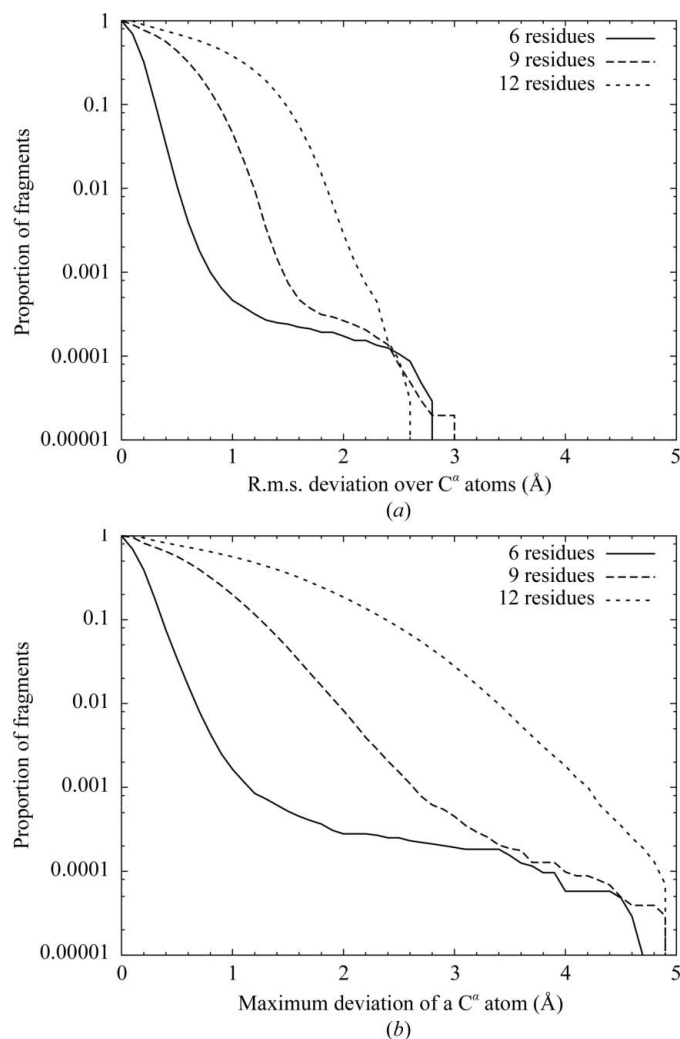 1
0.1
0.01
0.001
0.0001
0.00001
Proportion of fragments
6 residues
9 residues
12 residues
0 1 2 3 4 5
R.m.s. deviation over Cᵅ atoms (Å)
(a)
1
0.1
0.01
0.001
0.0001
0.00001
Proportion of fragments
6 residues
9 residues
12 residues
0 1 2 3 4 5
Maximum deviation of a Cᵅ atom (Å)
(b)